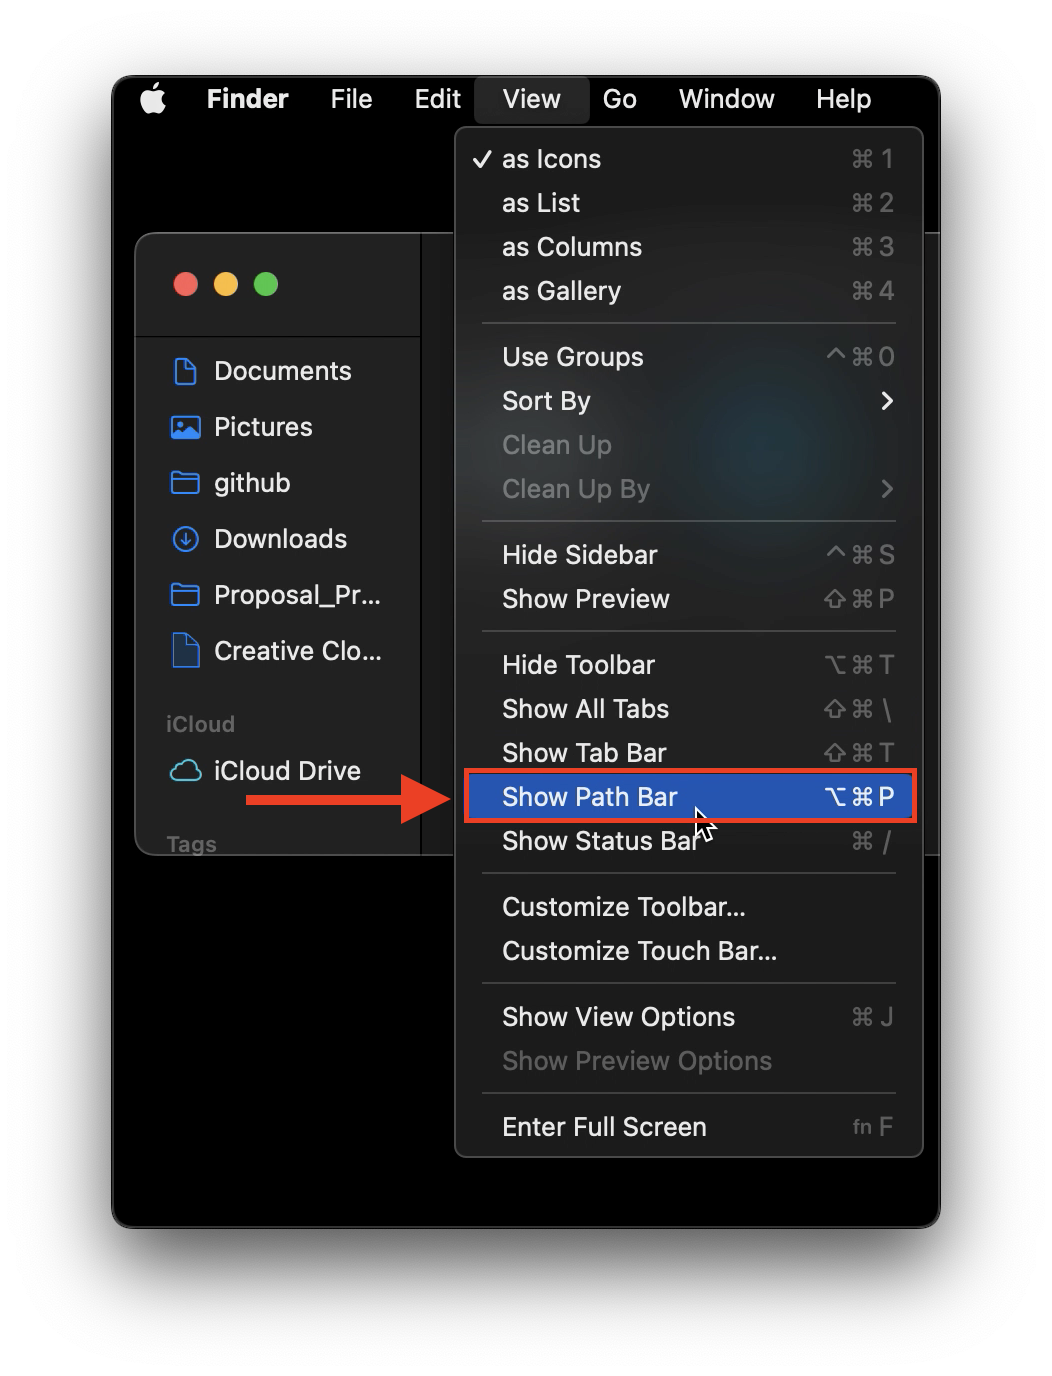 Finder File Edit View Go Window Help
✓ as Icons ⌘ 1
as List ⌘ 2
as Columns ⌘ 3
as Gallery ⌘ 4
Use Groups ^ ⌘ 0
Sort By >
Clean Up
Clean Up By >
Hide Sidebar ^ ⌘ S
Show Preview ⇧ ⌘ P
Hide Toolbar ⌥ ⌘ T
Show All Tabs ⇧ ⌘ \
Show Tab Bar ⇧ ⌘ T
Show Path Bar ⌥ ⌘ P
Show Status Bar ⌘ /
Customize Toolbar...
Customize Touch Bar...
Show View Options ⌘ J
Show Preview Options
Enter Full Screen fn F
Documents
Pictures
github
Downloads
Proposal_Pr...
Creative Clo...
iCloud
iCloud Drive
Tags